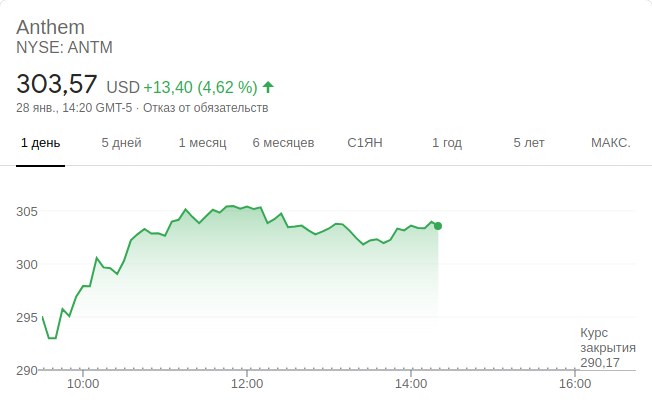 Anthem
NYSE: ANTM
303,57 USD +13,40 (4,62 %)
28 янв., 14:20 GMT-5 · Отказ от обязательств
1 день 5 дней 1 месяц 6 месяцев С1ЯН 1 год 5 лет МАКС.
305
300
295
290
Курс
закрытия
290,17
10:00 12:00 14:00 16:00